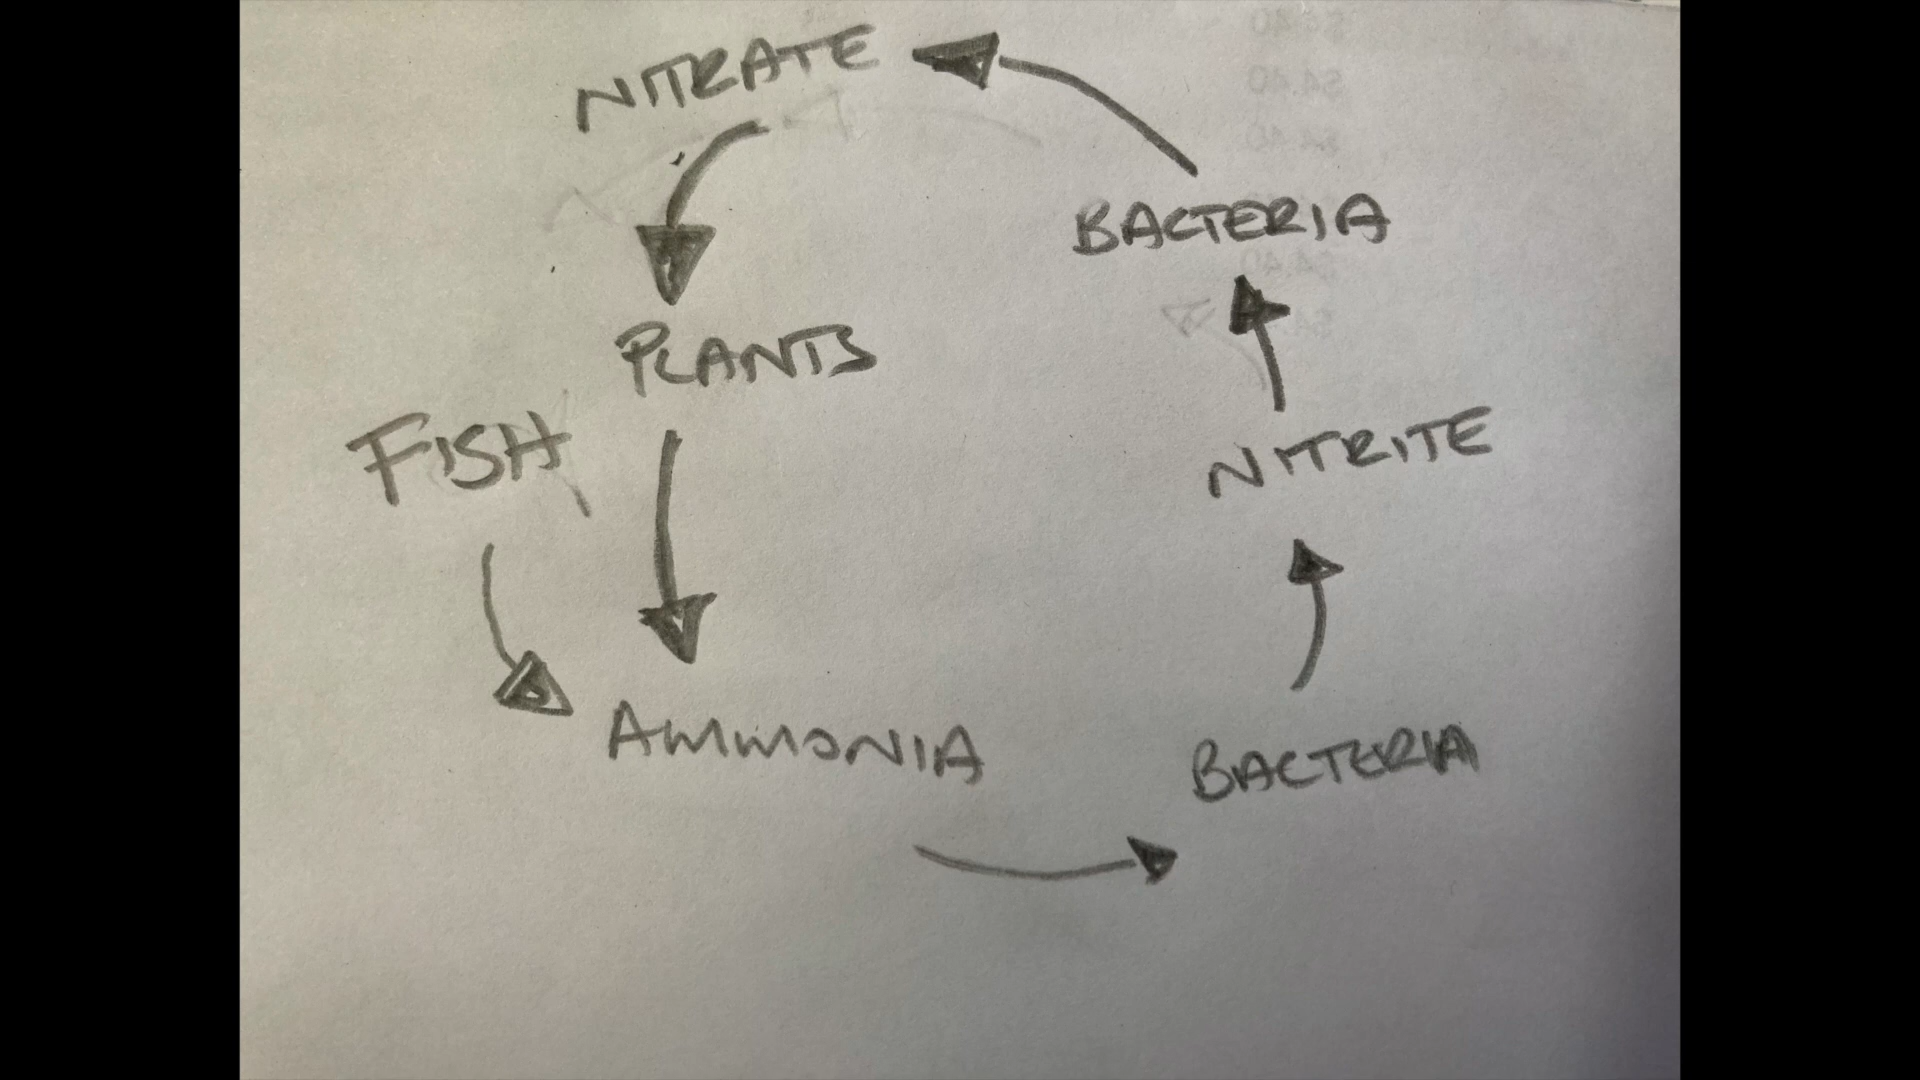 NITRATE
BACTERIA
PLANTS
FISH
NITRITE
AMMONIA
BACTERIA